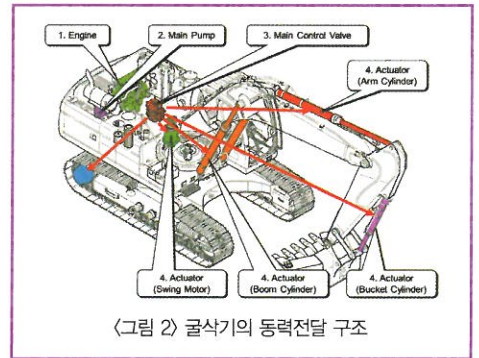 1. Engine
2. Main Pump
3. Main Control Valve
4. Actuator
(Arm Cylinder)
4. Actuator
(Swing Motor)
4. Actuator
(Boom Cylinder)
4. Actuator
(Bucket Cylinder)
〈그림 2〉 굴삭기의 동력전달 구조